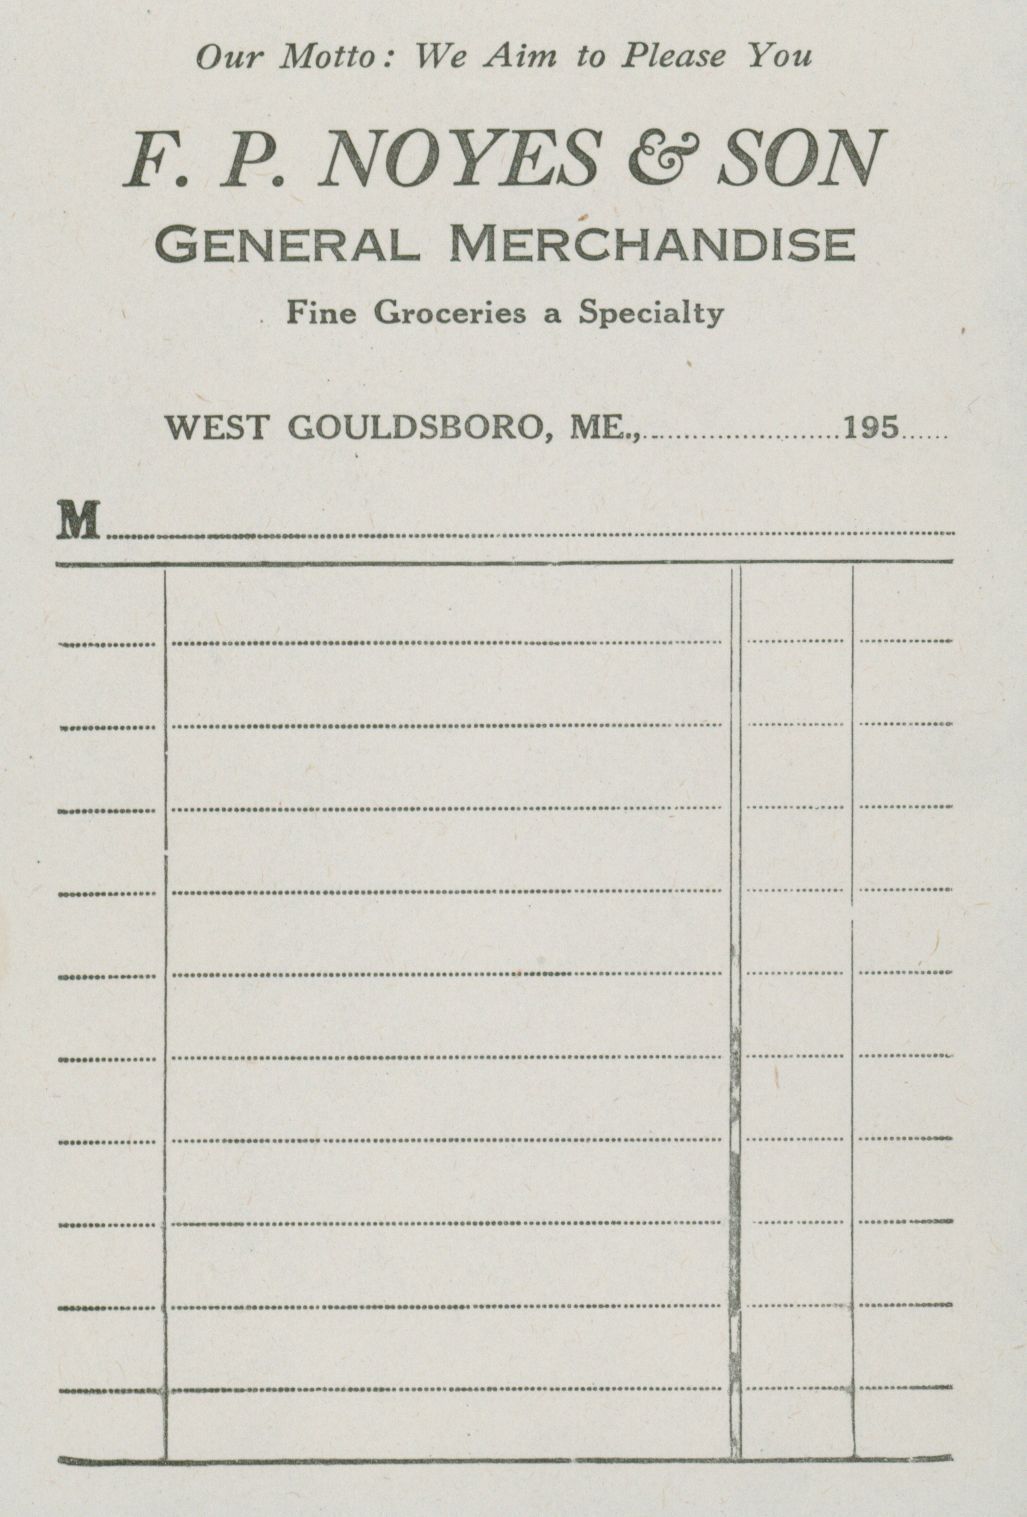 Our Motto: We Aim to Please You
F. P. NOYES & SON
GENERAL MERCHANDISE
Fine Groceries a Specialty
WEST GOULDSBORO, ME.,........................195......
M